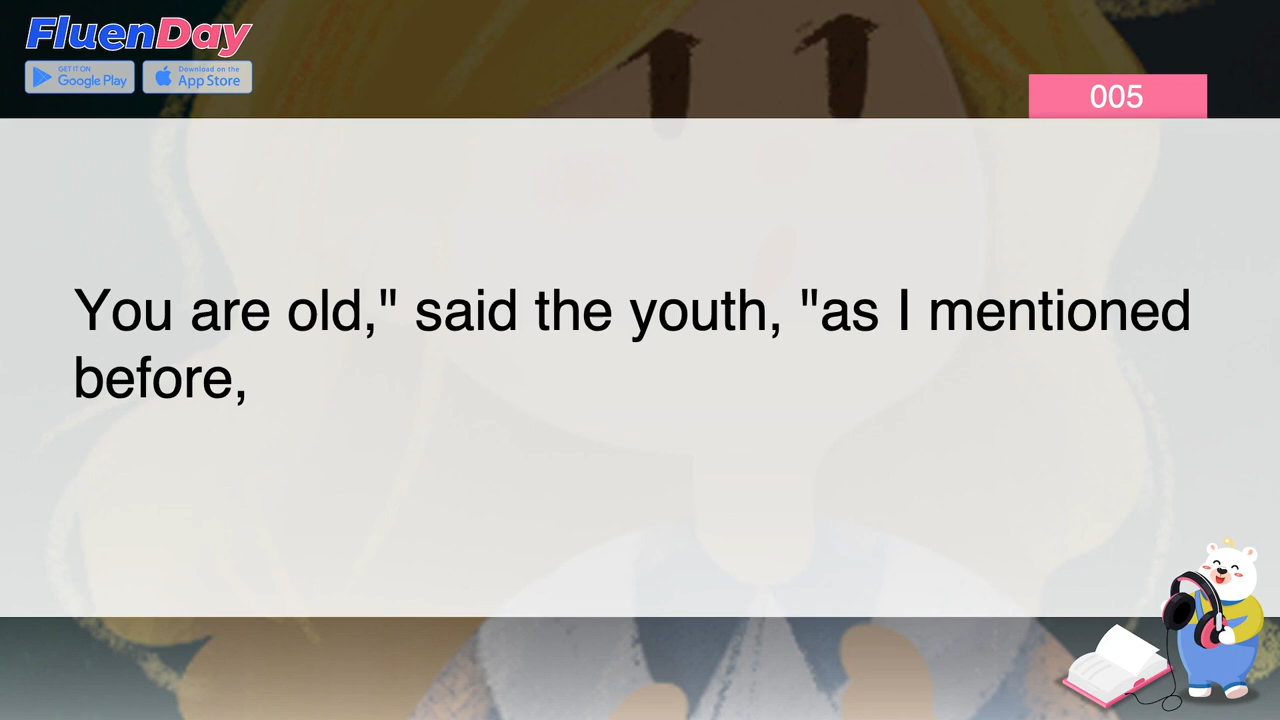 FluenDay
GET IT ON
Google Play
Download on the
App Store
005
You are old," said the youth, "as I mentioned
before,